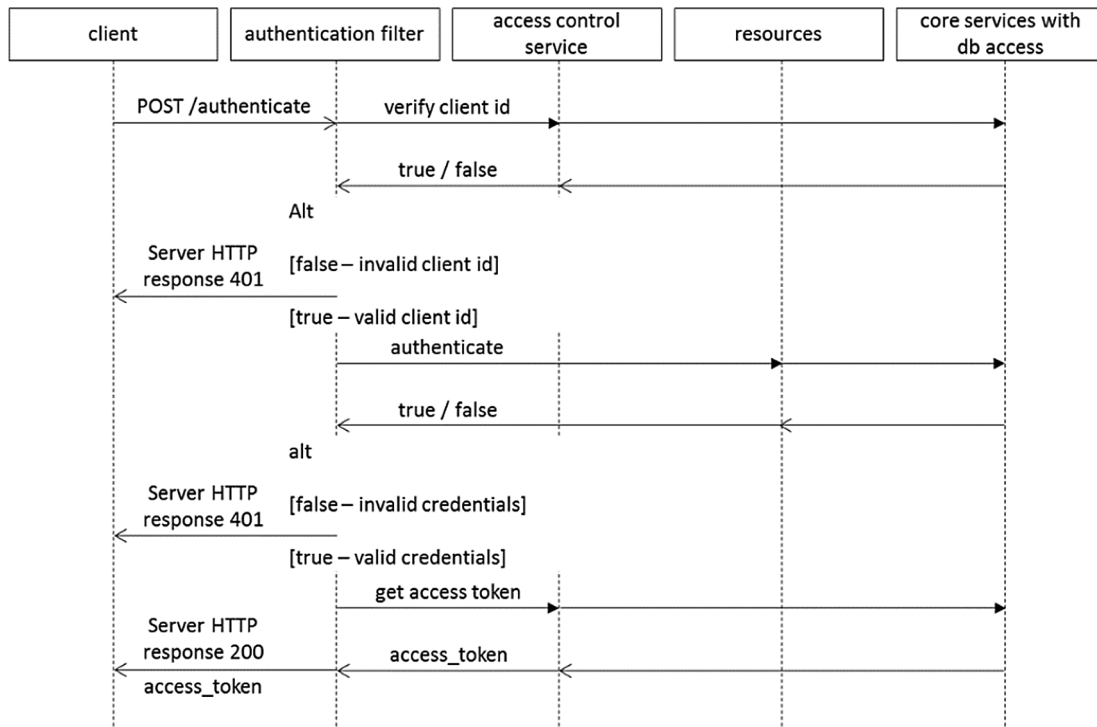 client
authentication filter
access control
service
resources
core services with
db access
POST /authenticate
verify client id
true / false
Alt
Server HTTP
response 401
[false – invalid client id]
[true – valid client id]
authenticate
true / false
alt
Server HTTP
response 401
[false – invalid credentials]
[true – valid credentials]
get access token
Server HTTP
response 200
access_token
access_token